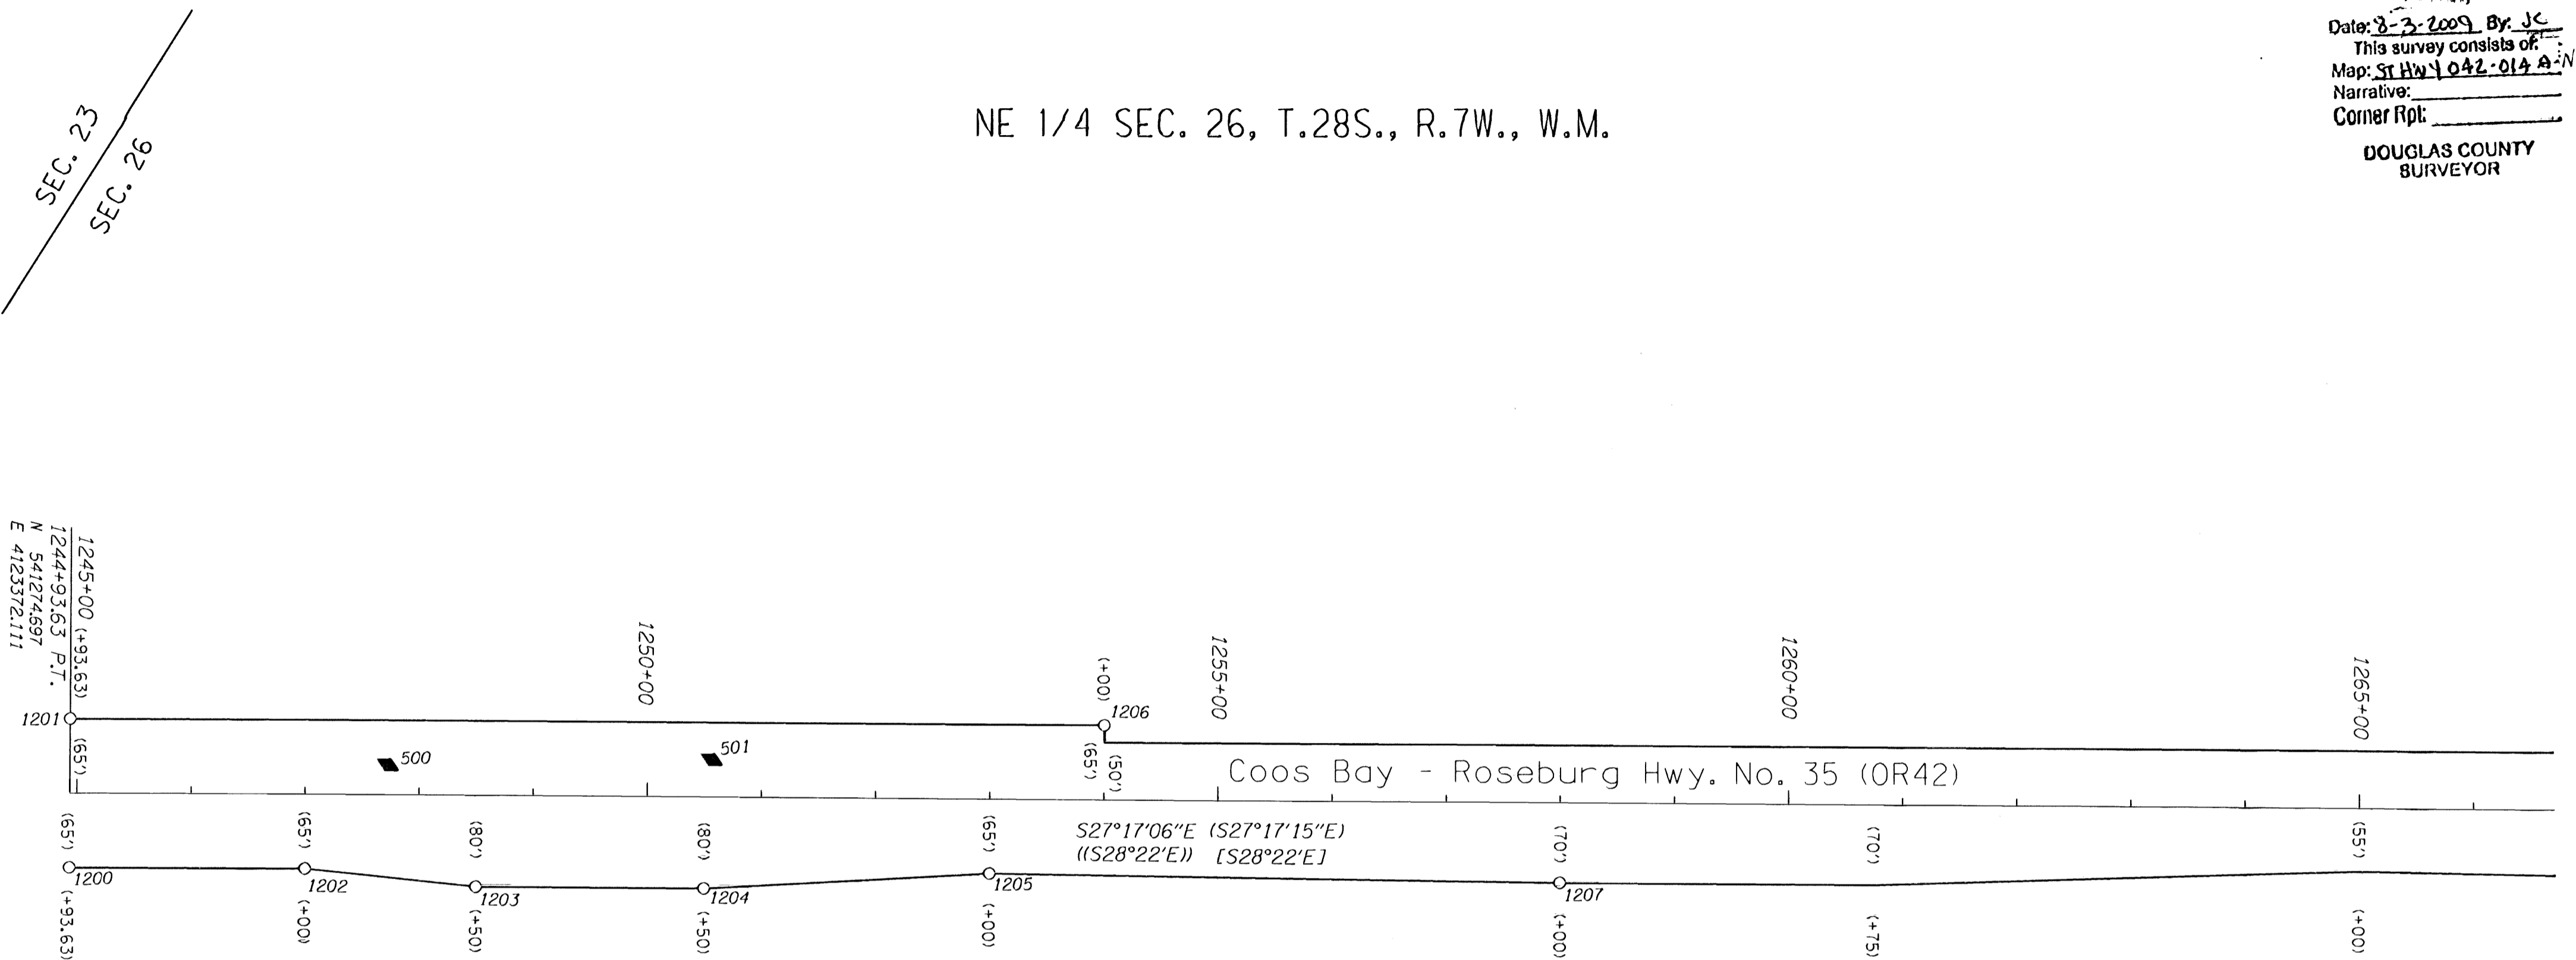 Date: 8-3-2009 By: JC
This survey consists of:
Map: ST HWY 042-014 A-N
Narrative:
Corner Rpt:
DOUGLAS COUNTY
SURVEYOR
SEC. 23
SEC. 26
NE 1/4 SEC. 26, T.28S., R.7W., W.M.
1245+00 (+93.63)
1244+93.63 P.T.
N 541274.697
E 4123372.111
1250+00
(+00)
1255+00
1260+00
1265+00
1201
1206
(65')
500
501
(65')
(50')
Coos Bay - Roseburg Hwy. No. 35 (OR42)
(65')
(65')
(80')
(80')
(65')
S27°17'06"E (S27°17'15"E)
((S28°22'E)) [S28°22'E]
(70')
(70')
(55')
1200
1202
1203
1204
1205
1207
(+93.63)
(+00)
(+50)
(+50)
(+00)
(+00)
(+75)
(+00)